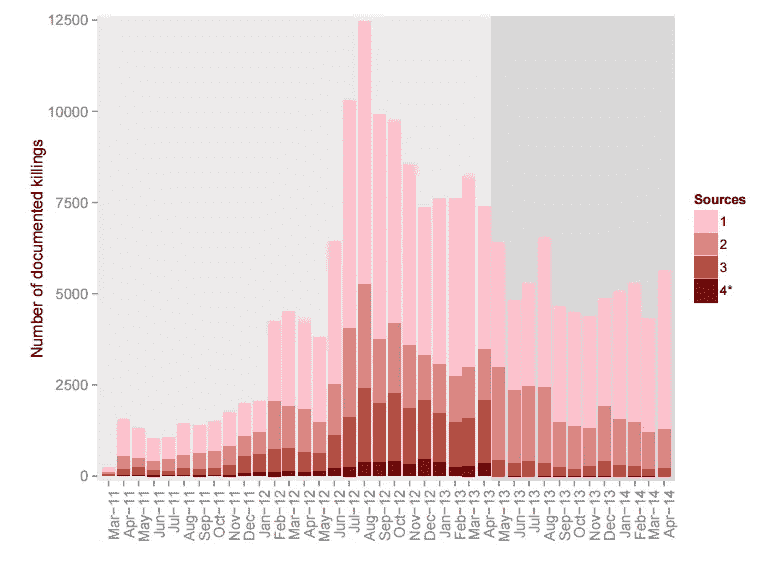 Number of documented killings
12500
10000
7500
5000
2500
0
Mar-11
Apr-11
May-11
Jun-11
Jul-11
Aug-11
Sep-11
Oct-11
Nov-11
Dec-11
Jan-12
Feb-12
Mar-12
Apr-12
May-12
Jun-12
Jul-12
Aug-12
Sep-12
Oct-12
Nov-12
Dec-12
Jan-13
Feb-13
Mar-13
Apr-13
May-13
Jun-13
Jul-13
Aug-13
Sep-13
Oct-13
Nov-13
Dec-13
Jan-14
Feb-14
Mar-14
Apr-14
Sources
1
2
3
4*